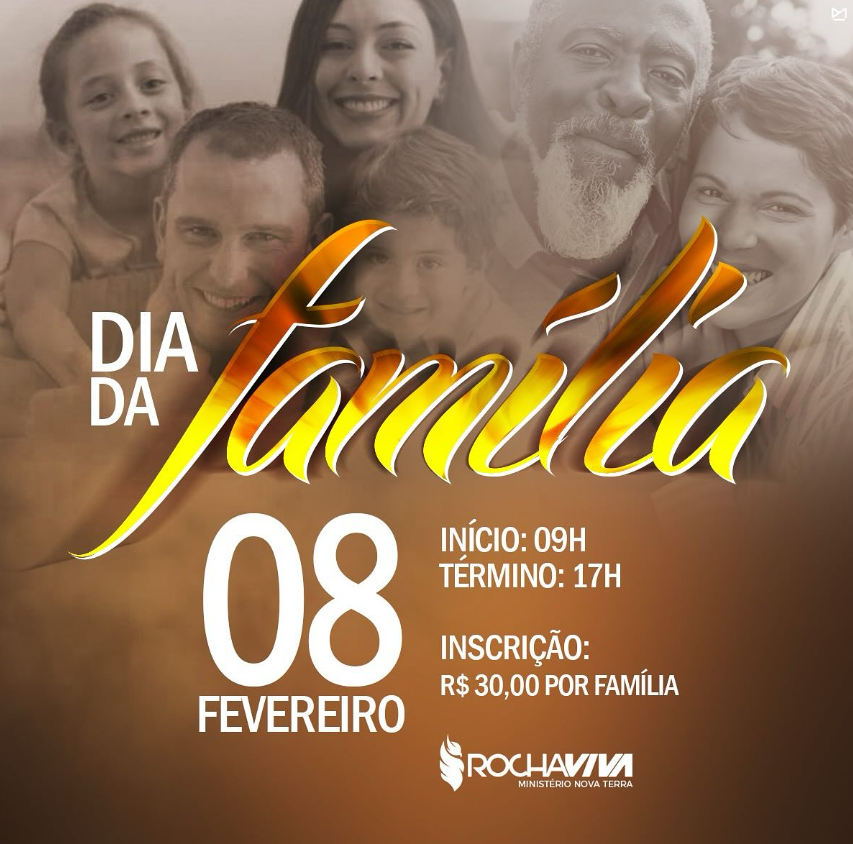 DIA
DA
família
08
FEVEREIRO
INÍCIO: 09H
TÉRMINO: 17H
INSCRIÇÃO:
R$ 30,00 POR FAMÍLIA
ROCHAVIVA
MINISTÉRIO NOVA TERRA